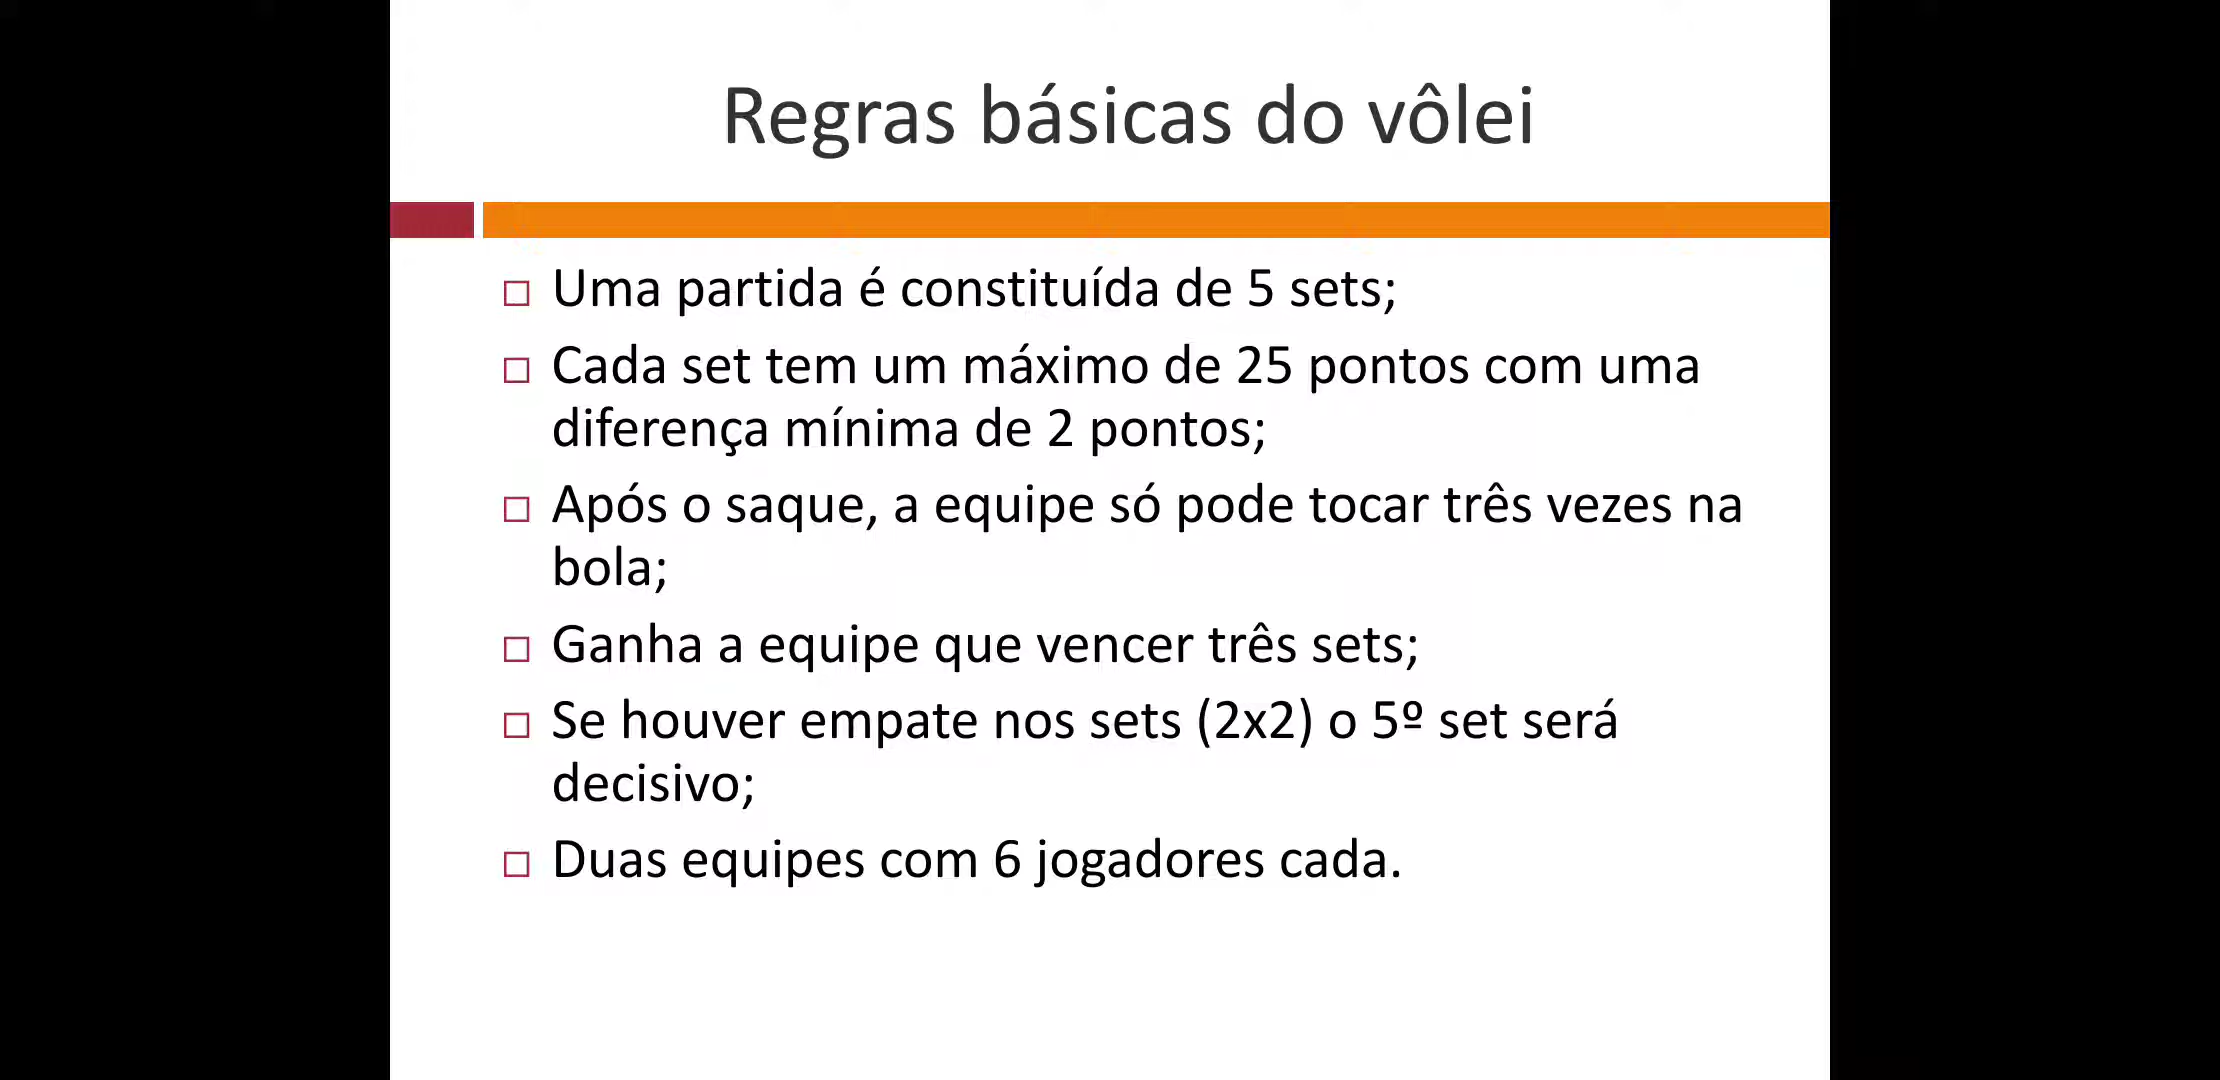 Regras básicas do vôlei
Uma partida é constituída de 5 sets;
Cada set tem um máximo de 25 pontos com uma
diferença mínima de 2 pontos;
Após o saque, a equipe só pode tocar três vezes na
bola;
Ganha a equipe que vencer três sets;
Se houver empate nos sets (2x2) o 5º set será
decisivo;
Duas equipes com 6 jogadores cada.